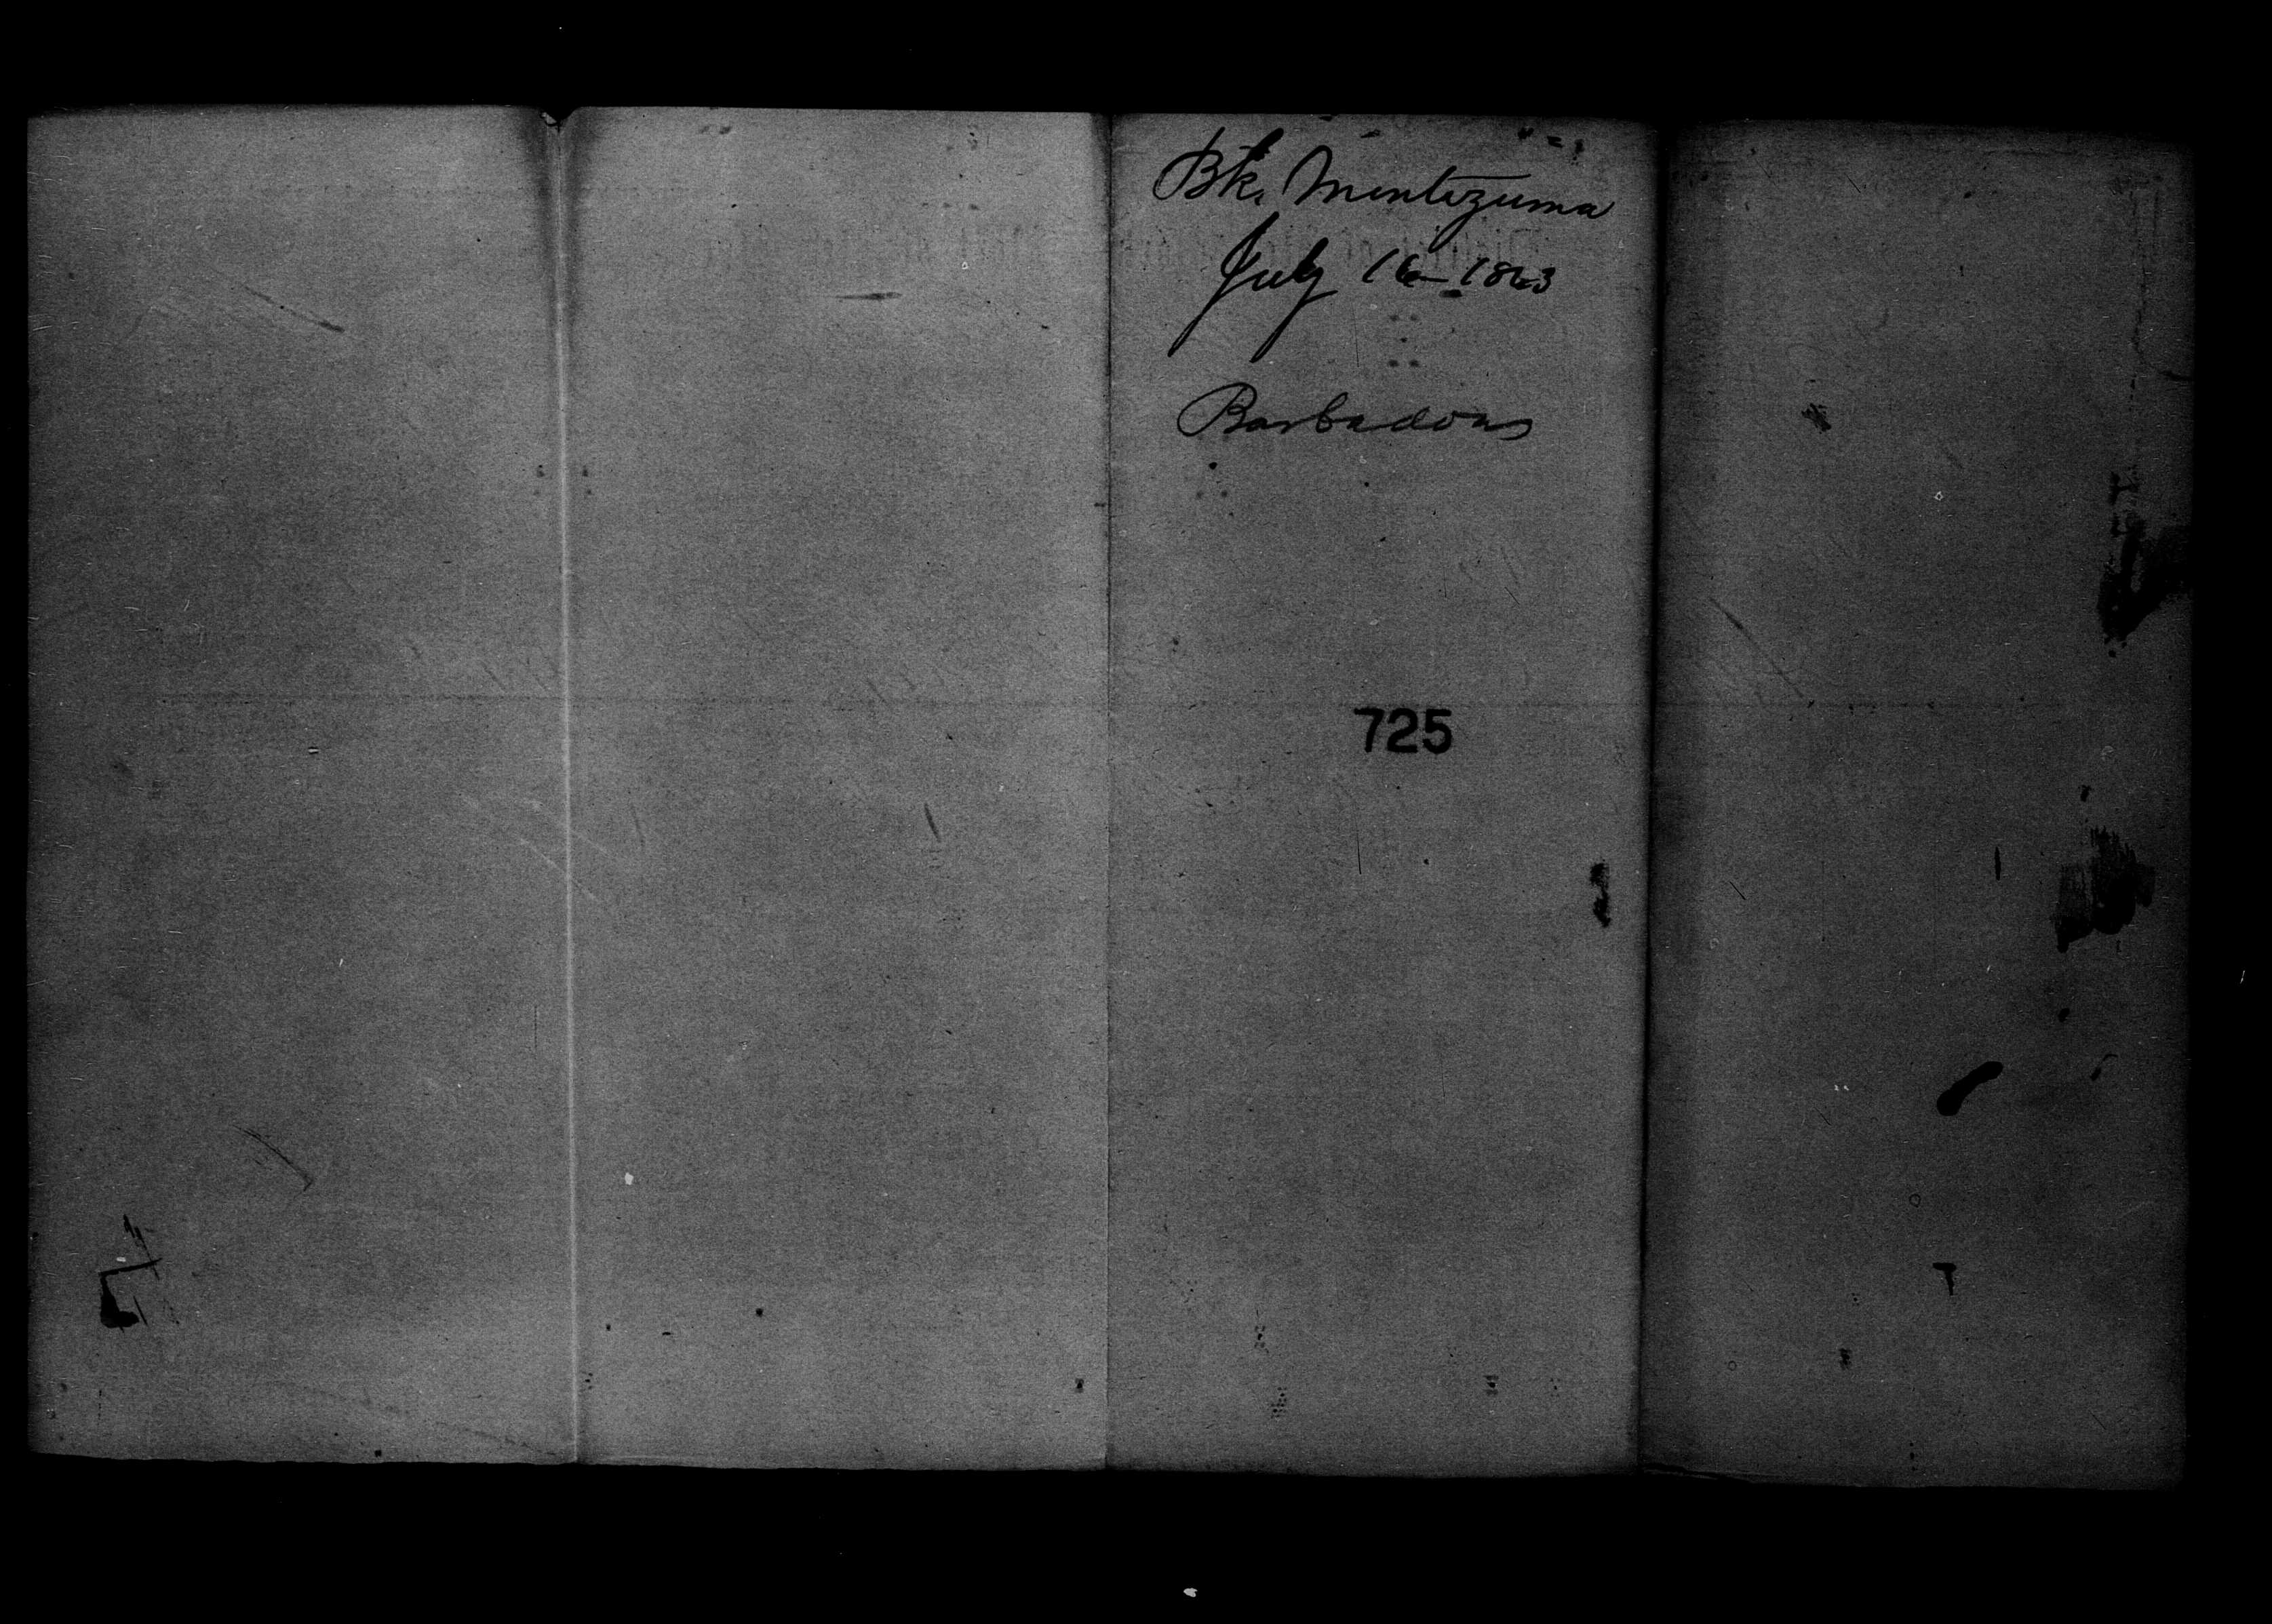 Bk. Montezuma
July 16 - 1863
Barbadoes
725